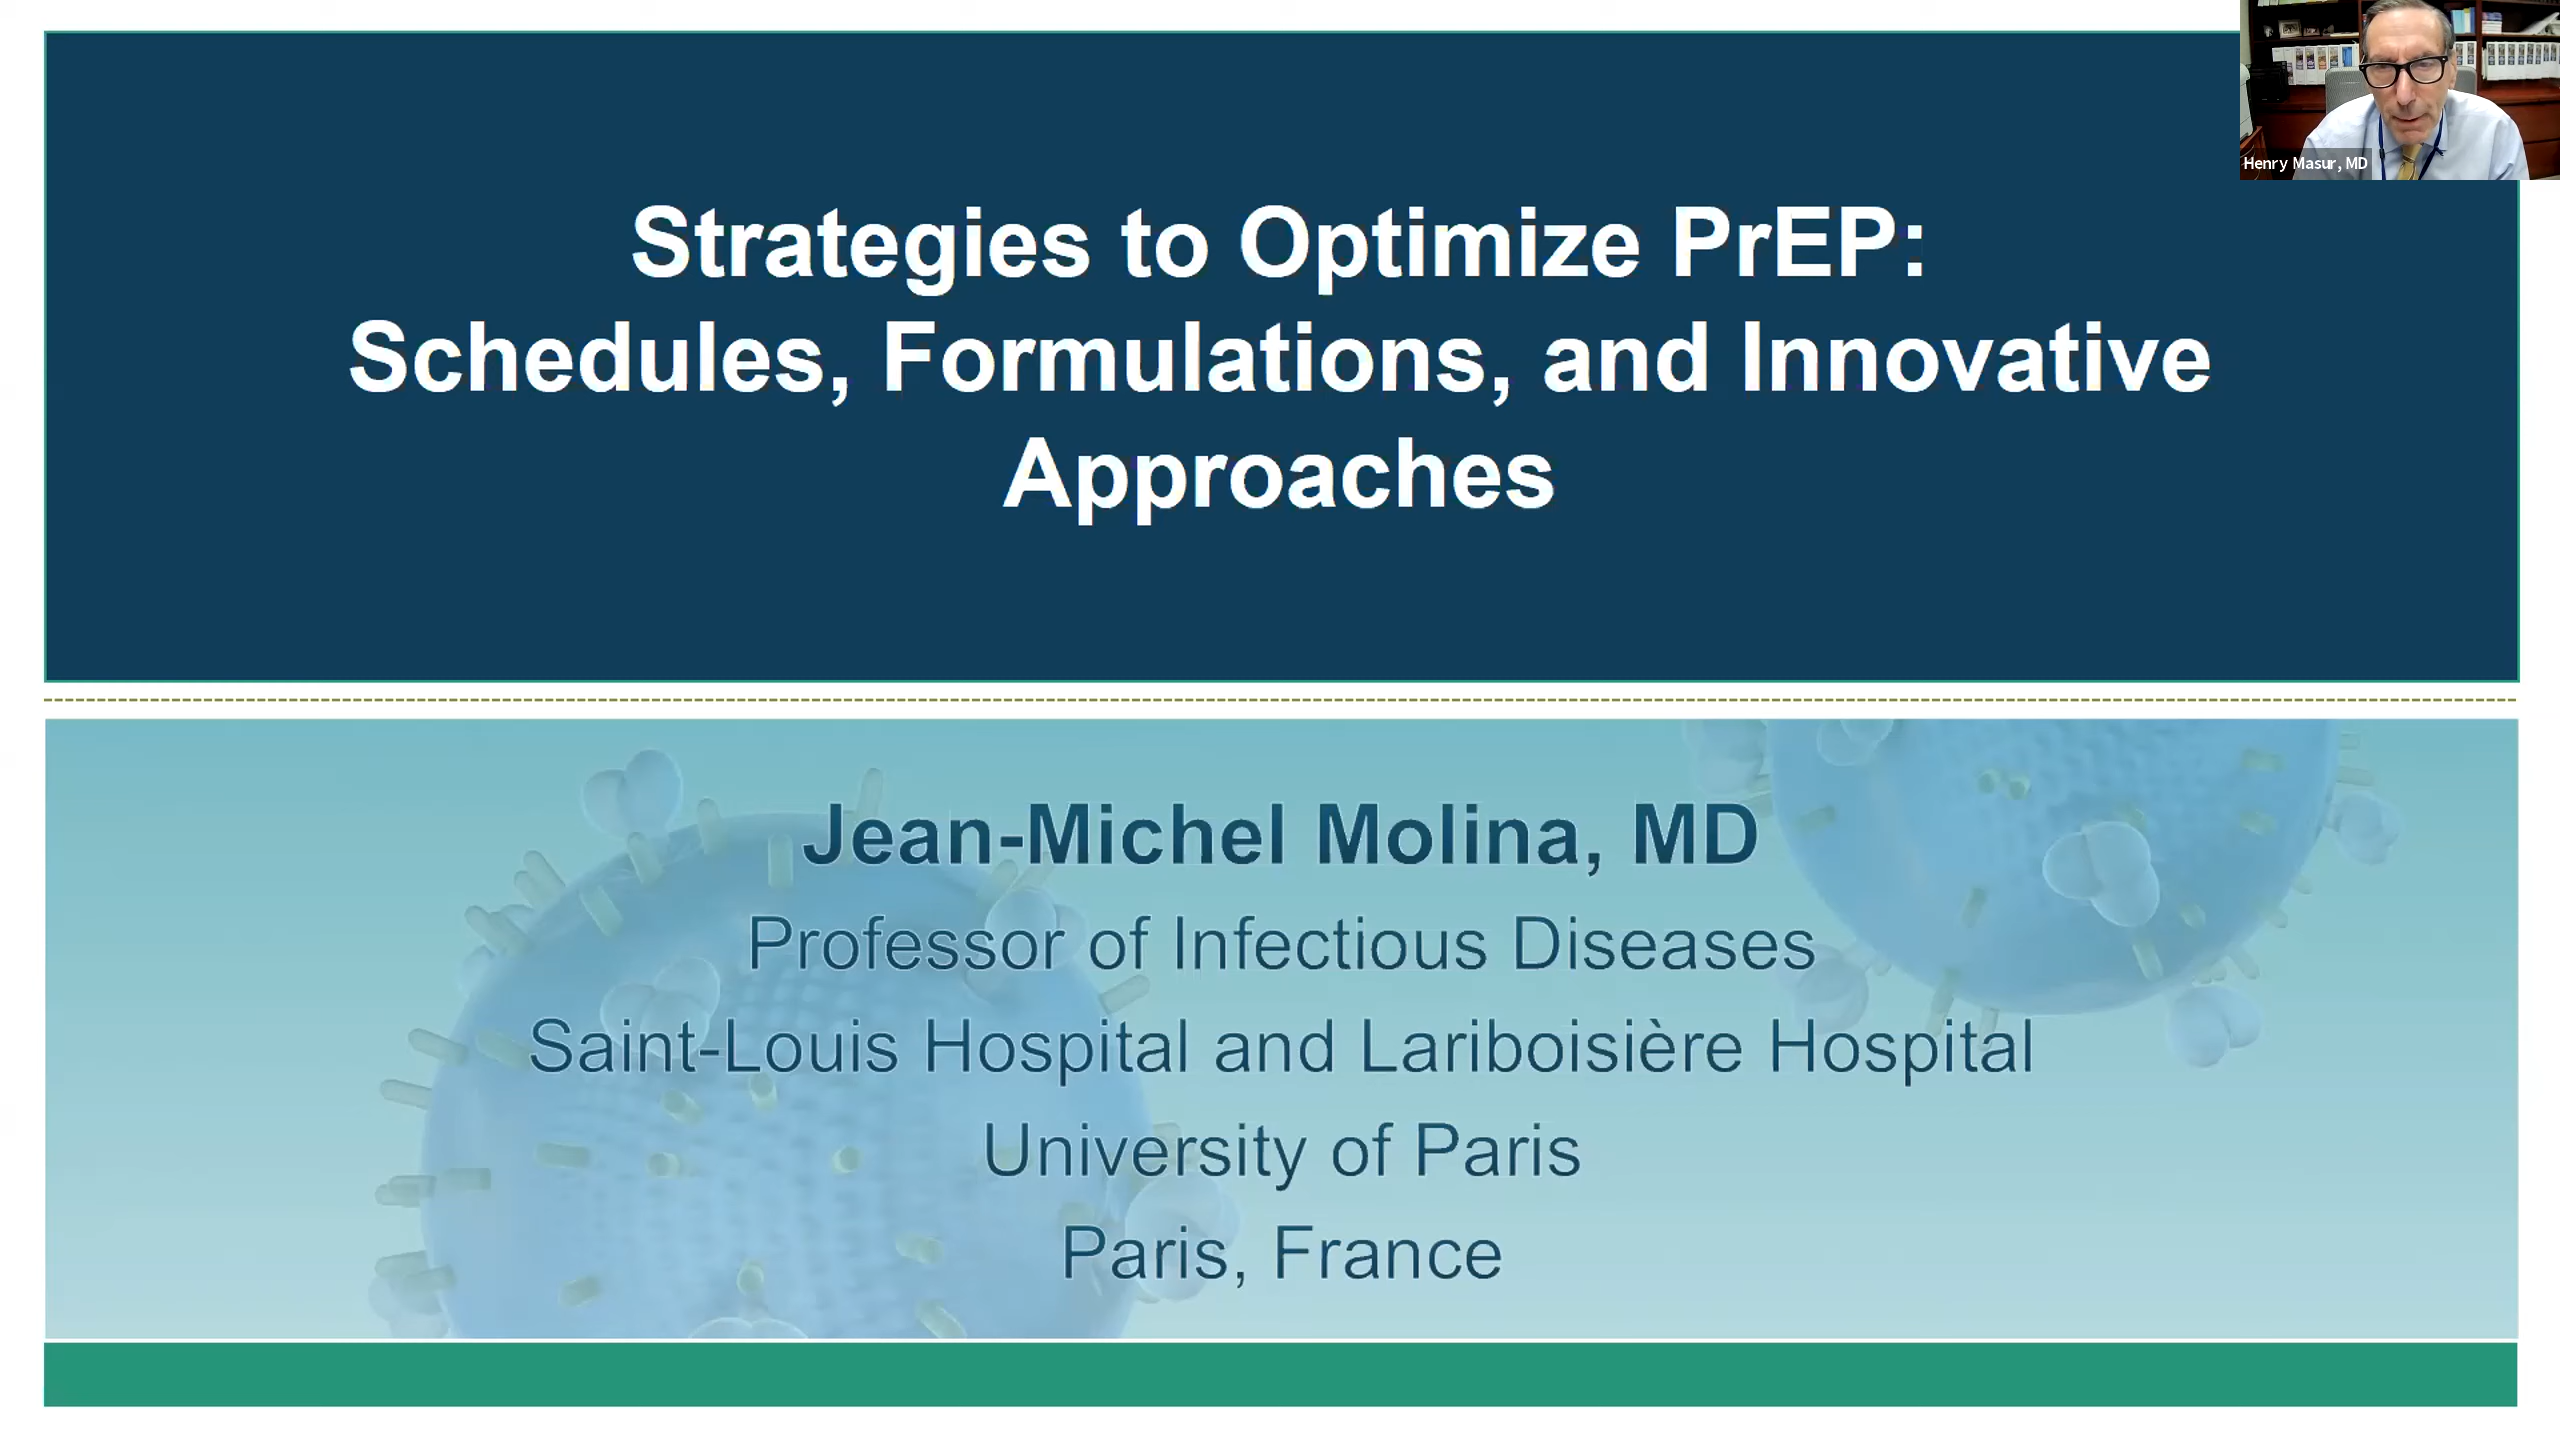 Strategies to Optimize PrEP:
Schedules, Formulations, and Innovative
Approaches
Henry Masur, MD
Jean-Michel Molina, MD
Professor of Infectious Diseases
Saint-Louis Hospital and Lariboisière Hospital
University of Paris
Paris, France